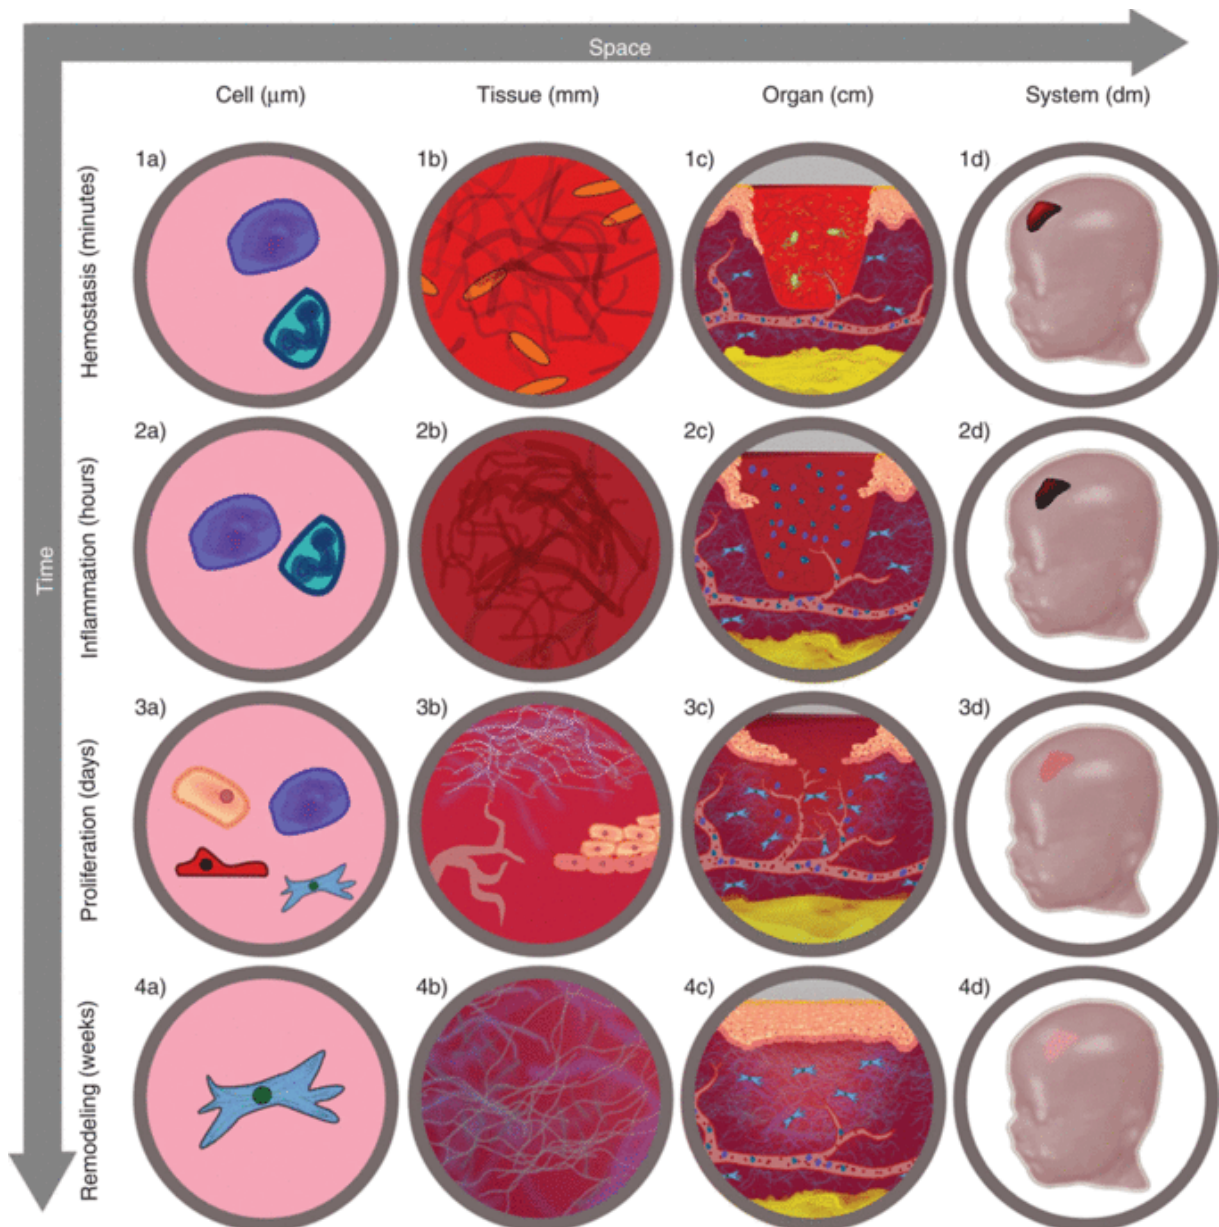 Space
Cell (μm)
Tissue (mm)
Organ (cm)
System (dm)
Time
Hemostasis (minutes)
1a)
1b)
1c)
1d)
Inflammation (hours)
2a)
2b)
2c)
2d)
Proliferation (days)
3a)
3b)
3c)
3d)
Remodeling (weeks)
4a)
4b)
4c)
4d)